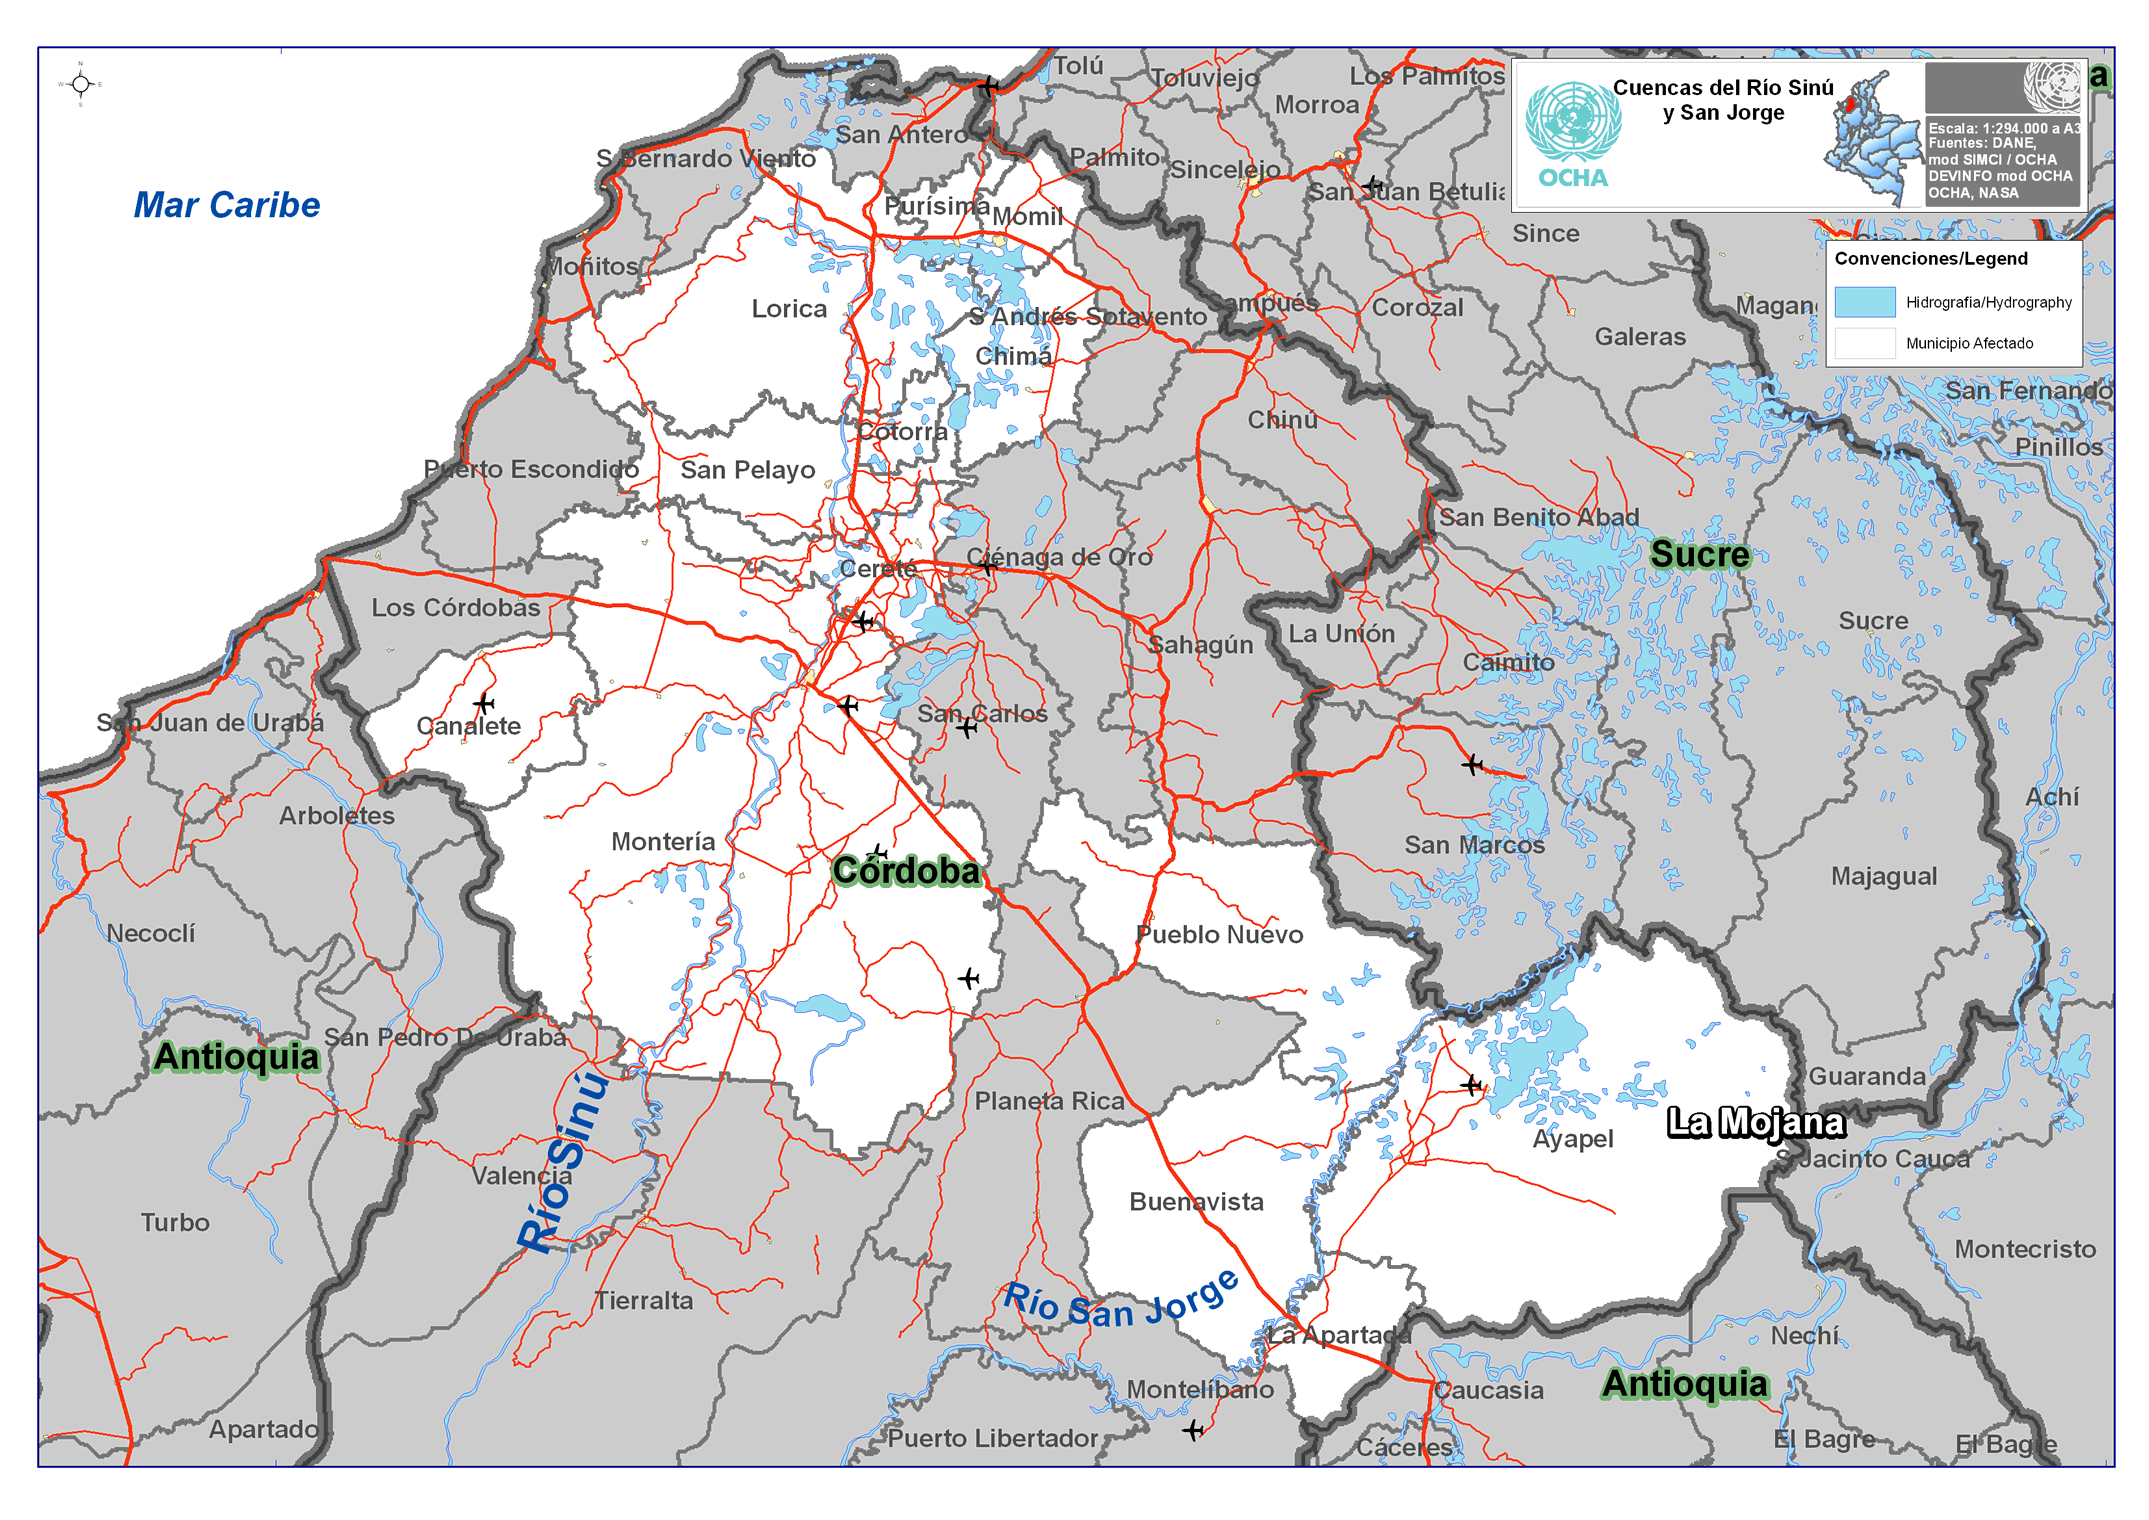 N
W E
S
Mar Caribe
Cuencas del Río Sinú
y San Jorge
OCHA
Escala: 1:294.000 a A3
Fuentes: DANE,
mod SIMCI / OCHA
DEVINFO mod OCHA
OCHA, NASA
Convenciones/Legend
Hidrografia/Hydrography
Municipio Afectado
Tolú
Toluviejo
Los Palmitos
Morroa
San Antero
S Bernardo Viento
Palmito
Sincelejo
San Juan Betulia
Purísima
Momil
Since
Moñitos
Lorica
S Andrés Sotavento
Sampués
Corozal
Galeras
Chimá
San Fernando
Cotorra
Chinú
Pinillos
Puerto Escondido
San Pelayo
San Benito Abad
Sucre
Ciénaga de Oro
Cereté
Los Córdobas
Sucre
La Unión
Sahagún
Caimito
San Juan de Urabá
Canalete
San Carlos
Achí
Arboletes
Montería
San Marcos
Córdoba
Majagual
Necoclí
Pueblo Nuevo
San Pedro De Uraba
Antioquia
Guaranda
Planeta Rica
La Mojana
Ayapel
S Jacinto Cauca
Valencia
Río Sinú
Buenavista
Turbo
Montecristo
Tierralta
Río San Jorge
La Apartada
Nechí
Antioquia
Montelíbano
Caucasia
Apartado
Puerto Libertador
Cáceres
El Bagre
El Bagre